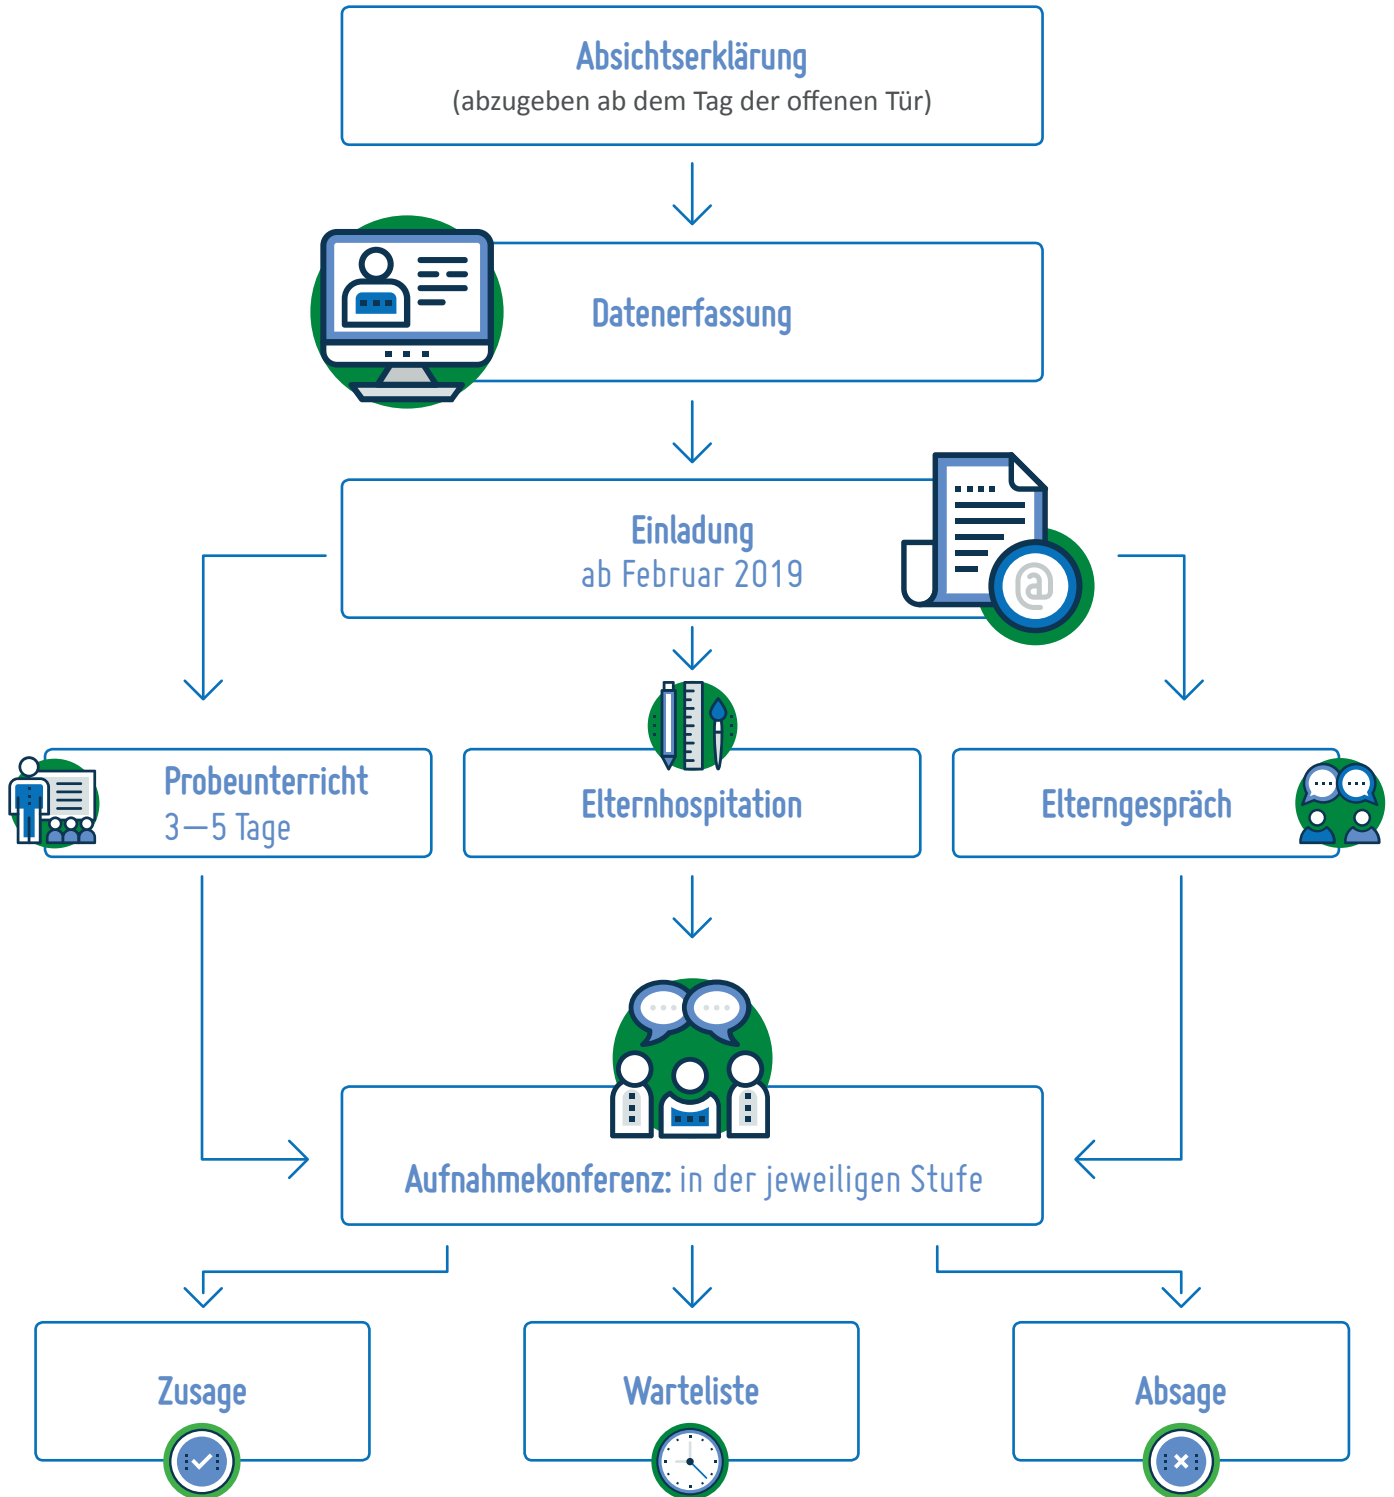 Absichtserklärung
(abzugeben ab dem Tag der offenen Tür)
Datenerfassung
Einladung
ab Februar 2019
@
Probeunterricht
3–5 Tage
Elternhospitation
Elterngespräch
Aufnahmekonferenz: in der jeweiligen Stufe
Zusage
Warteliste
Absage